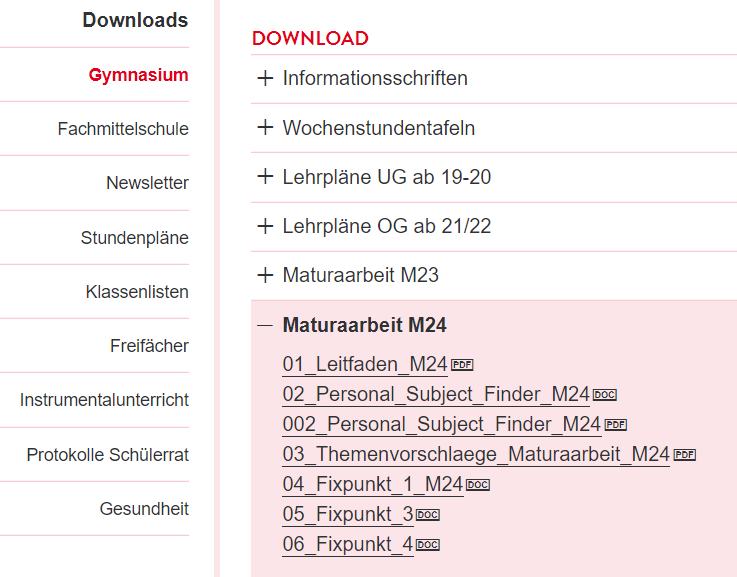 Downloads
Gymnasium
Fachmittelschule
Newsletter
Stundenpläne
Klassenlisten
Freifächer
Instrumentalunterricht
Protokolle Schülerrat
Gesundheit
DOWNLOAD
+ Informationsschriften
+ Wochenstundentafeln
+ Lehrpläne UG ab 19-20
+ Lehrpläne OG ab 21/22
+ Maturaarbeit M23
— Maturaarbeit M24
01_Leitfaden_M24 PDF
02_Personal_Subject_Finder_M24 DOC
002_Personal_Subject_Finder_M24 PDF
03_Themenvorschlaege_Maturaarbeit_M24 PDF
04_Fixpunkt_1_M24 DOC
05_Fixpunkt_3 DOC
06_Fixpunkt_4 DOC